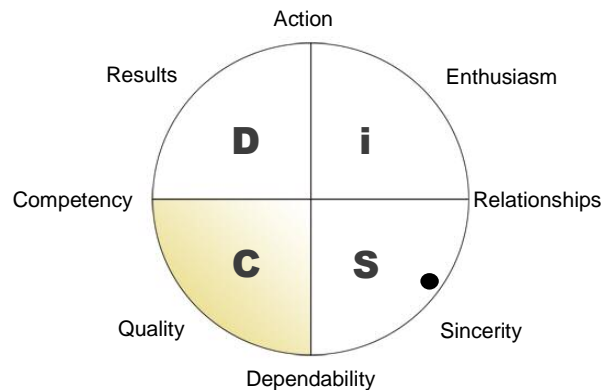 Action
Results
Enthusiasm
D
i
Competency
Relationships
C
S
Quality
Sincerity
Dependability